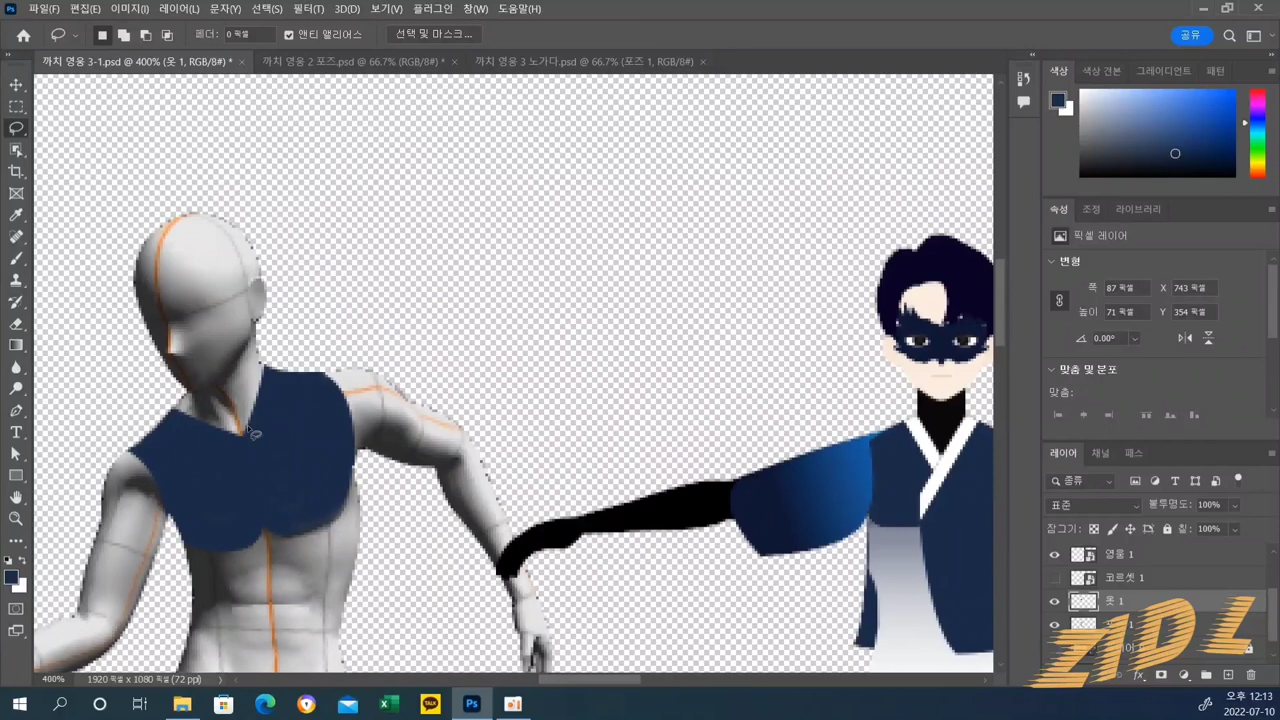 파일(F) 편집(E) 이미지(I) 레이어(L) 문자(Y) 선택(S) 필터(T) 3D(D) 보기(V) 플러그인 창(W) 도움말(H)
페더: 0 픽셀 안티 앨리어스 선택 및 마스크... 공유
까치 영웅 3-1.psd @ 400% (옷 1, RGB/8#) * 까치 영웅 2 포즈.psd @ 66.7% (RGB/8#) * 까치 영웅 3 노가다.psd @ 66.7% (포즈 1, RGB/8#)
색상 색상 견본 그레이디언트 패턴
속성 조정 라이브러리
픽셀 레이어
변형
폭 87 픽셀 X 743 픽셀
높이 71 픽셀 Y 354 픽셀
0.00°
맞춤 및 분포
맞춤:
레이어 채널 패스
종류
표준 불투명도: 100%
잠그기: 칠: 100%
영웅 1
코르셋 1
옷 1
400% 1920 픽셀 x 1080 픽셀 (72 ppi)
TALK
Ps
오후 12:13
2022-07-10